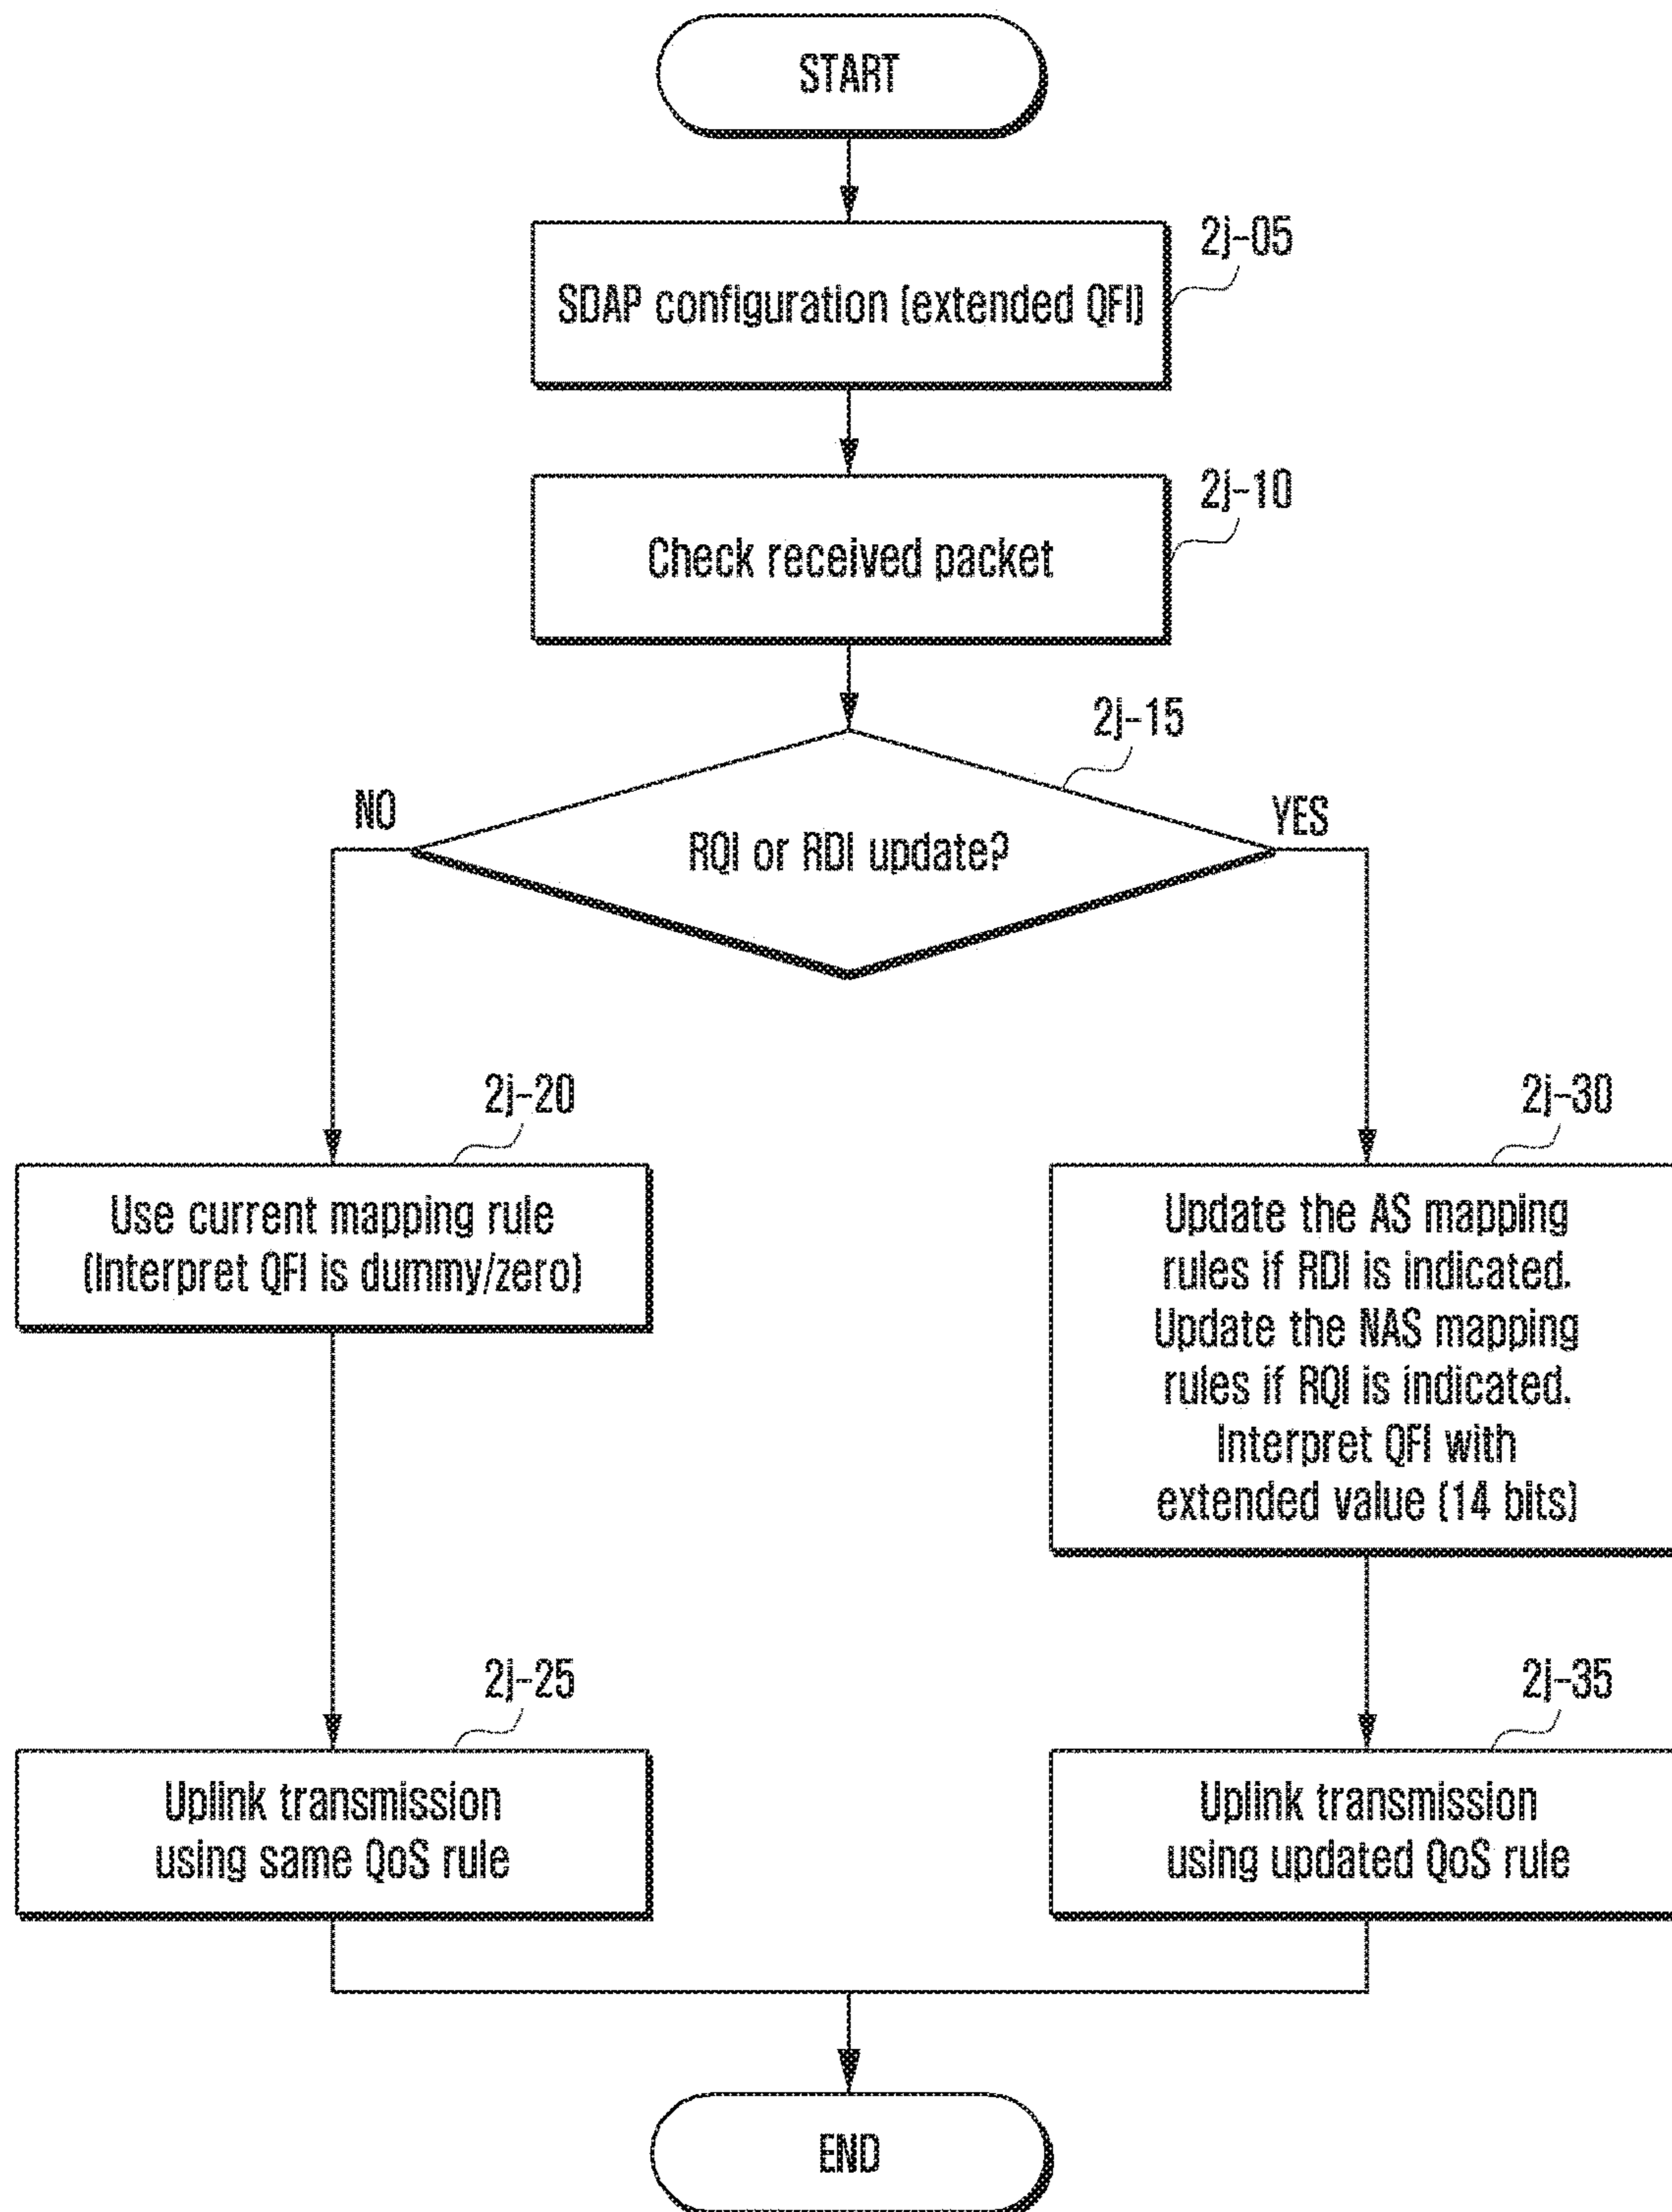 START
2j-05
SDAP configuration (extended QFI)
2j-10
Check received packet
2j-15
NO
YES
RQI or RDI update?
2j-20
Use current mapping rule
(Interpret QFI is dummy/zero)
2j-30
Update the AS mapping
rules if RDI is indicated.
Update the NAS mapping
rules if RQI is indicated.
Interpret QFI with
extended value (14 bits)
2j-25
Uplink transmission
using same QoS rule
2j-35
Uplink transmission
using updated QoS rule
END